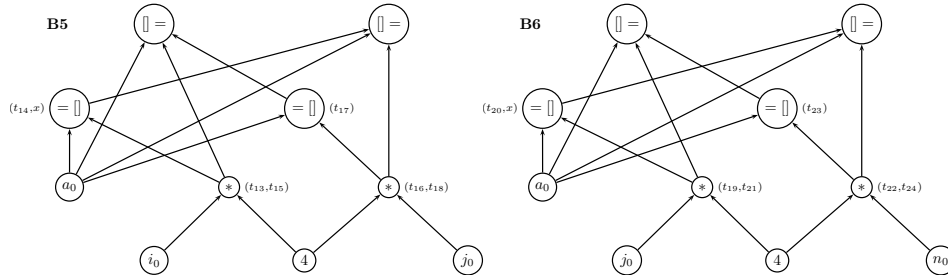 B5 [] = [] = B6 [] = [] =
(t₁₄,x) = [] = [] (t₁₇) (t₂₀,x) = [] = [] (t₂₃)
a₀ * (t₁₃,t₁₅) * (t₁₆,t₁₈) a₀ * (t₁₉,t₂₁) * (t₂₂,t₂₄)
i₀ 4 j₀ j₀ 4 n₀